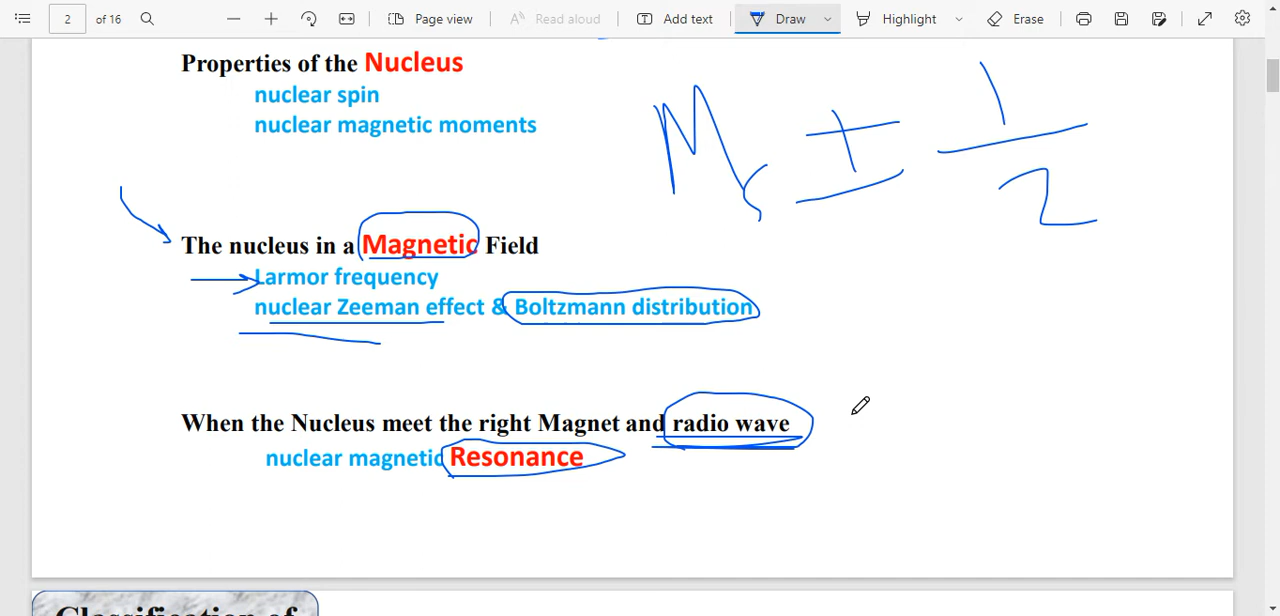 2 of 16 Page view Read aloud Add text Draw Highlight Erase
Properties of the Nucleus
nuclear spin
nuclear magnetic moments
Ms ± 1/2
The nucleus in a Magnetic Field
Larmor frequency
nuclear Zeeman effect & Boltzmann distribution
When the Nucleus meet the right Magnet and radio wave
nuclear magnetic Resonance
Classification of